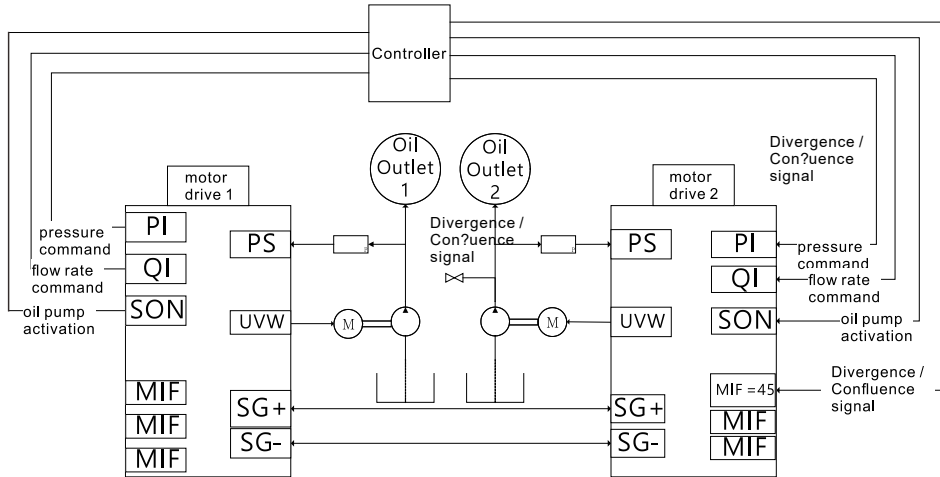 Controller
Divergence /
Con?uence
signal
Oil
Outlet
1
Oil
Outlet
2
motor
drive 1
motor
drive 2
PI
pressure
command
QI
flow rate
command
SON
oil pump
activation
MIF
MIF
MIF
PS
UVW
SG+
SG-
P
M
Divergence /
Con?uence
signal
P
M
PS
UVW
SG+
SG-
PI
pressure
command
QI
flow rate
command
SON
oil pump
activation
MIF =45
Divergence /
Confluence
signal
MIF
MIF